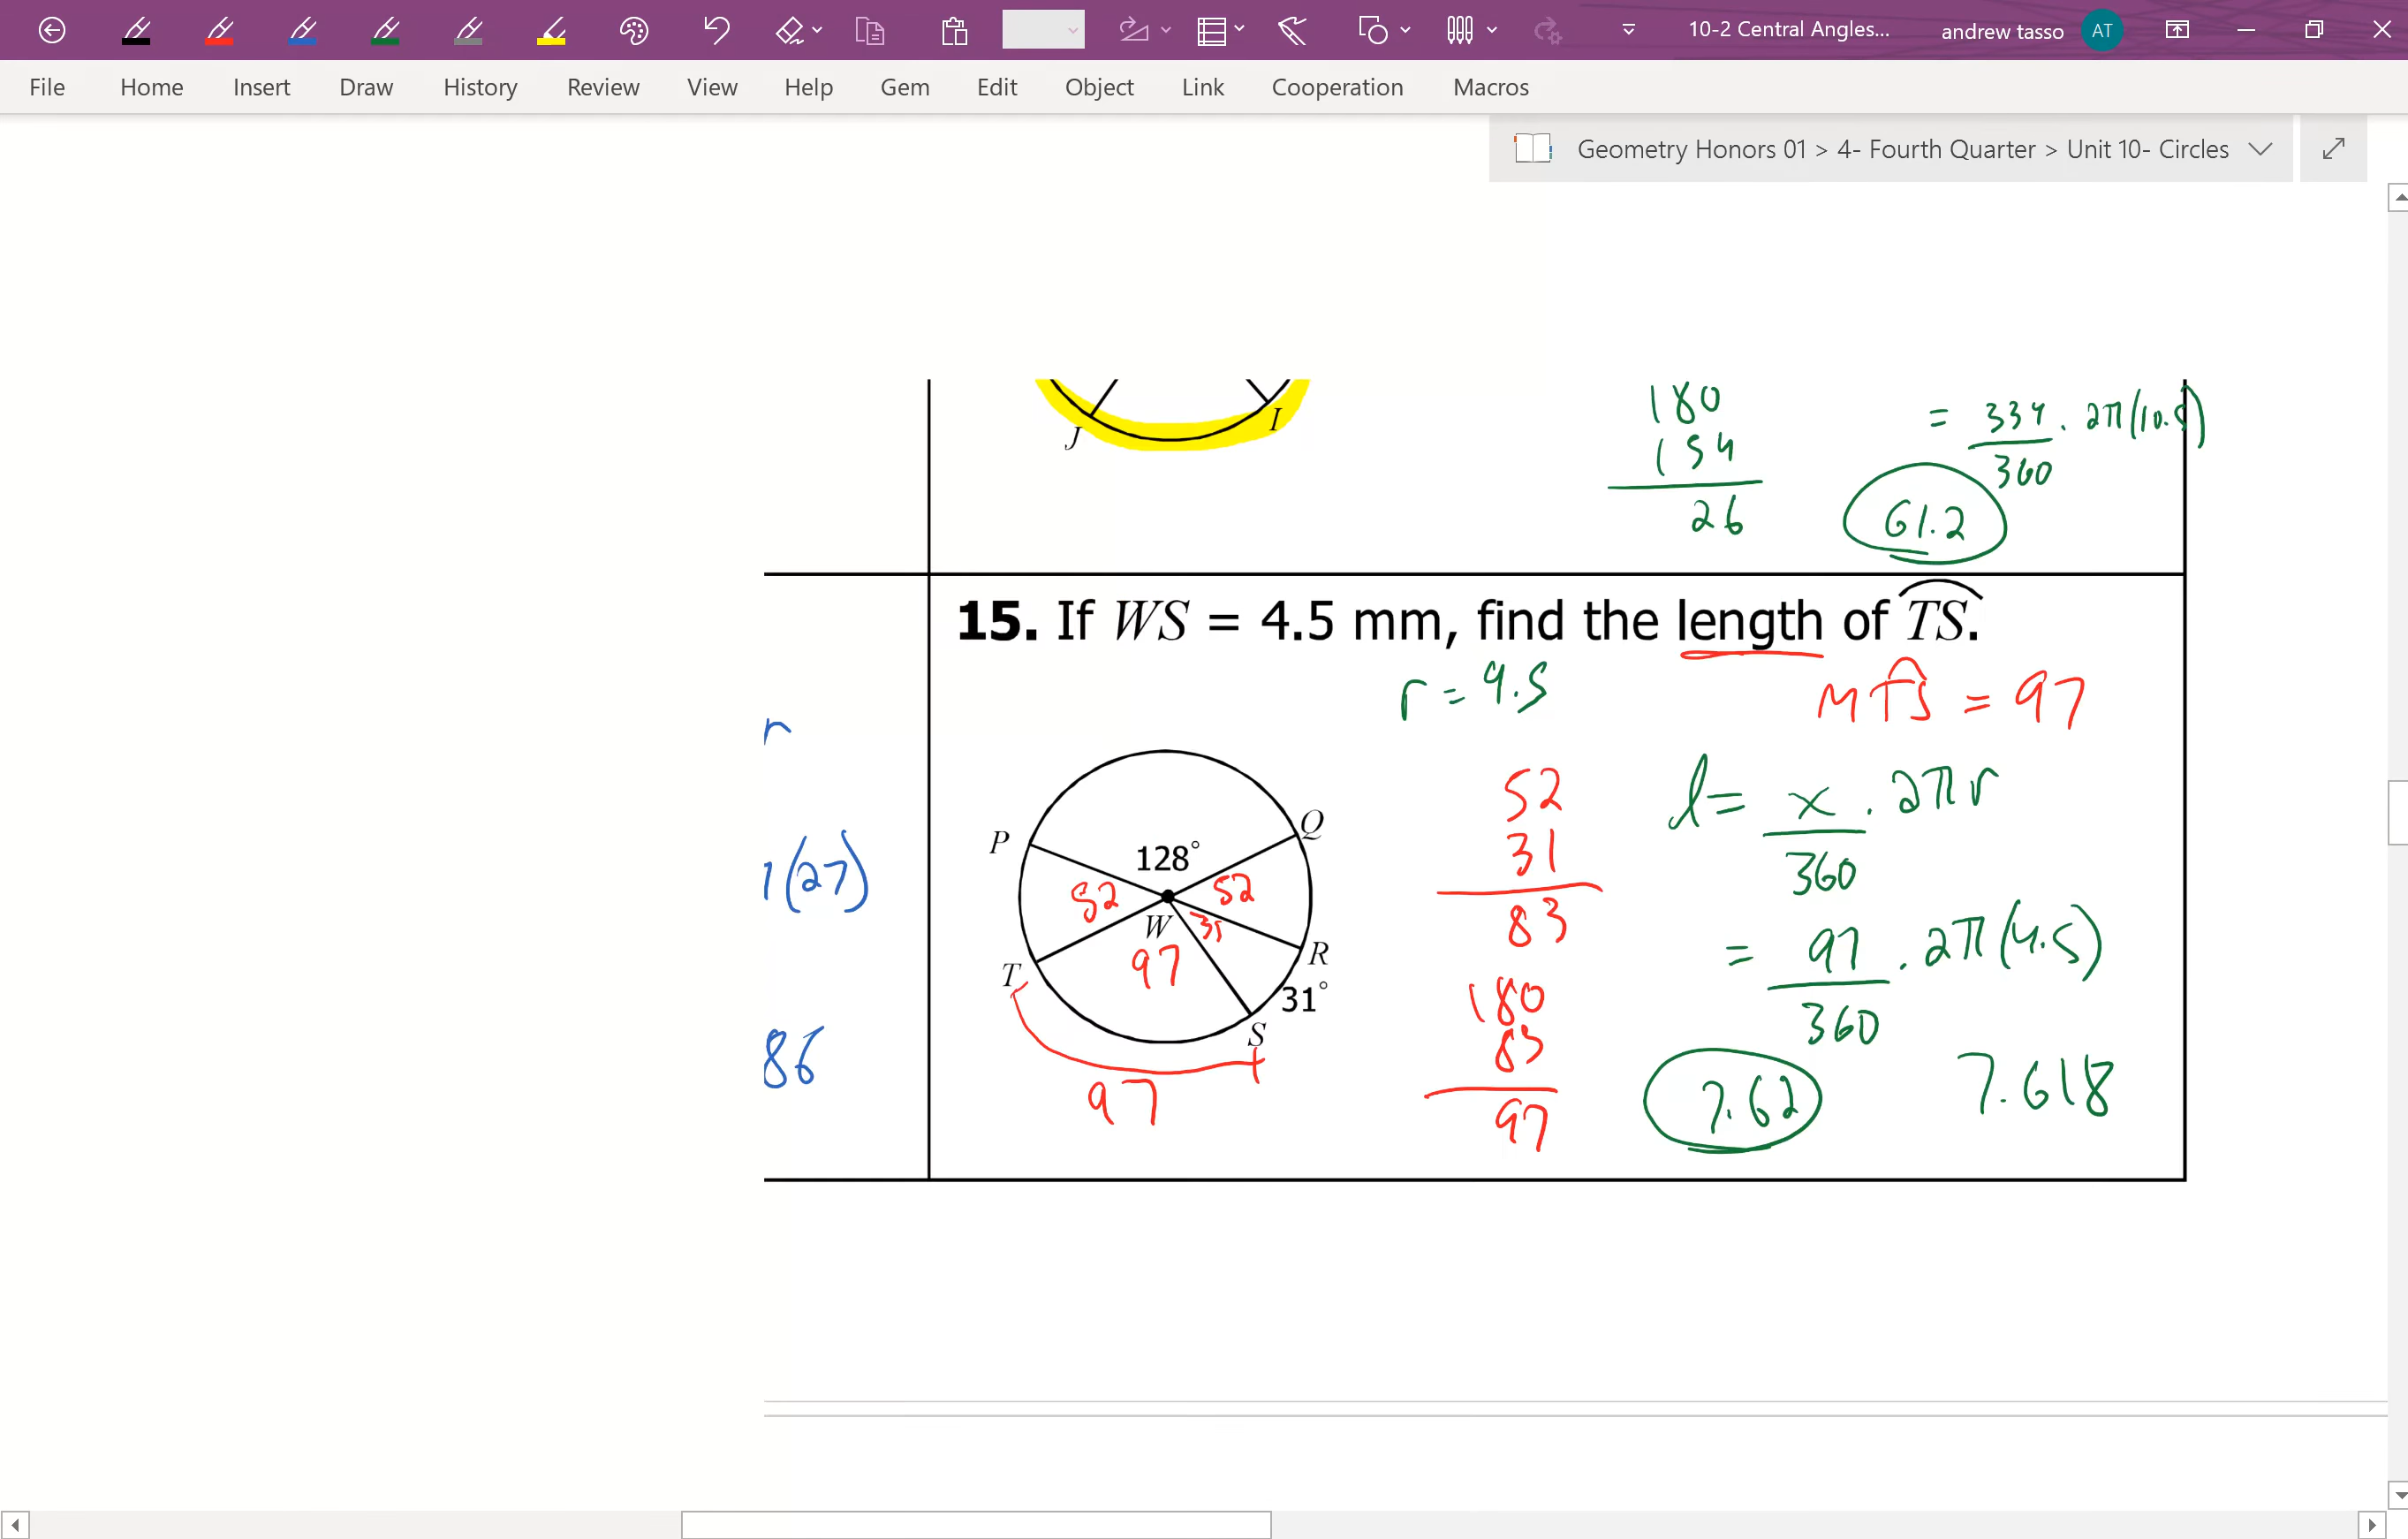 10-2 Central Angles...
andrew tasso
AT
File Home Insert Draw History Review View Help Gem Edit Object Link Cooperation Macros
Geometry Honors 01 > 4- Fourth Quarter > Unit 10- Circles
J
I
180
154
26
= 334/360 . 2π(10.5)
61.2
15. If WS = 4.5 mm, find the length of TS.
r = 4.5
mTS = 97
r
P
Q
128°
52
52
W
31
97
T
R
31°
S
97
52
31
83
180
83
97
l = x/360 . 2πr
= 97/360 . 2π(4.5)
7.62
7.618
(27)
86